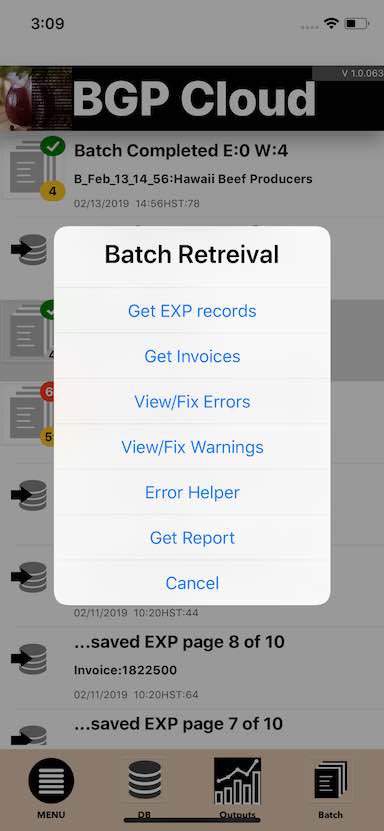 3:09
V 1.0.063
BGP Cloud
Batch Completed E:0 W:4
B_Feb_13_14_56:Hawaii Beef Producers
4
02/13/2019 14:56HST:78
Batch Retreival
Get EXP records
Get Invoices
View/Fix Errors
View/Fix Warnings
Error Helper
Get Report
Cancel
02/11/2019 10:20HST:44
...saved EXP page 8 of 10
Invoice:1822500
02/11/2019 10:20HST:64
...saved EXP page 7 of 10
MENU
DB
Outputs
Batch